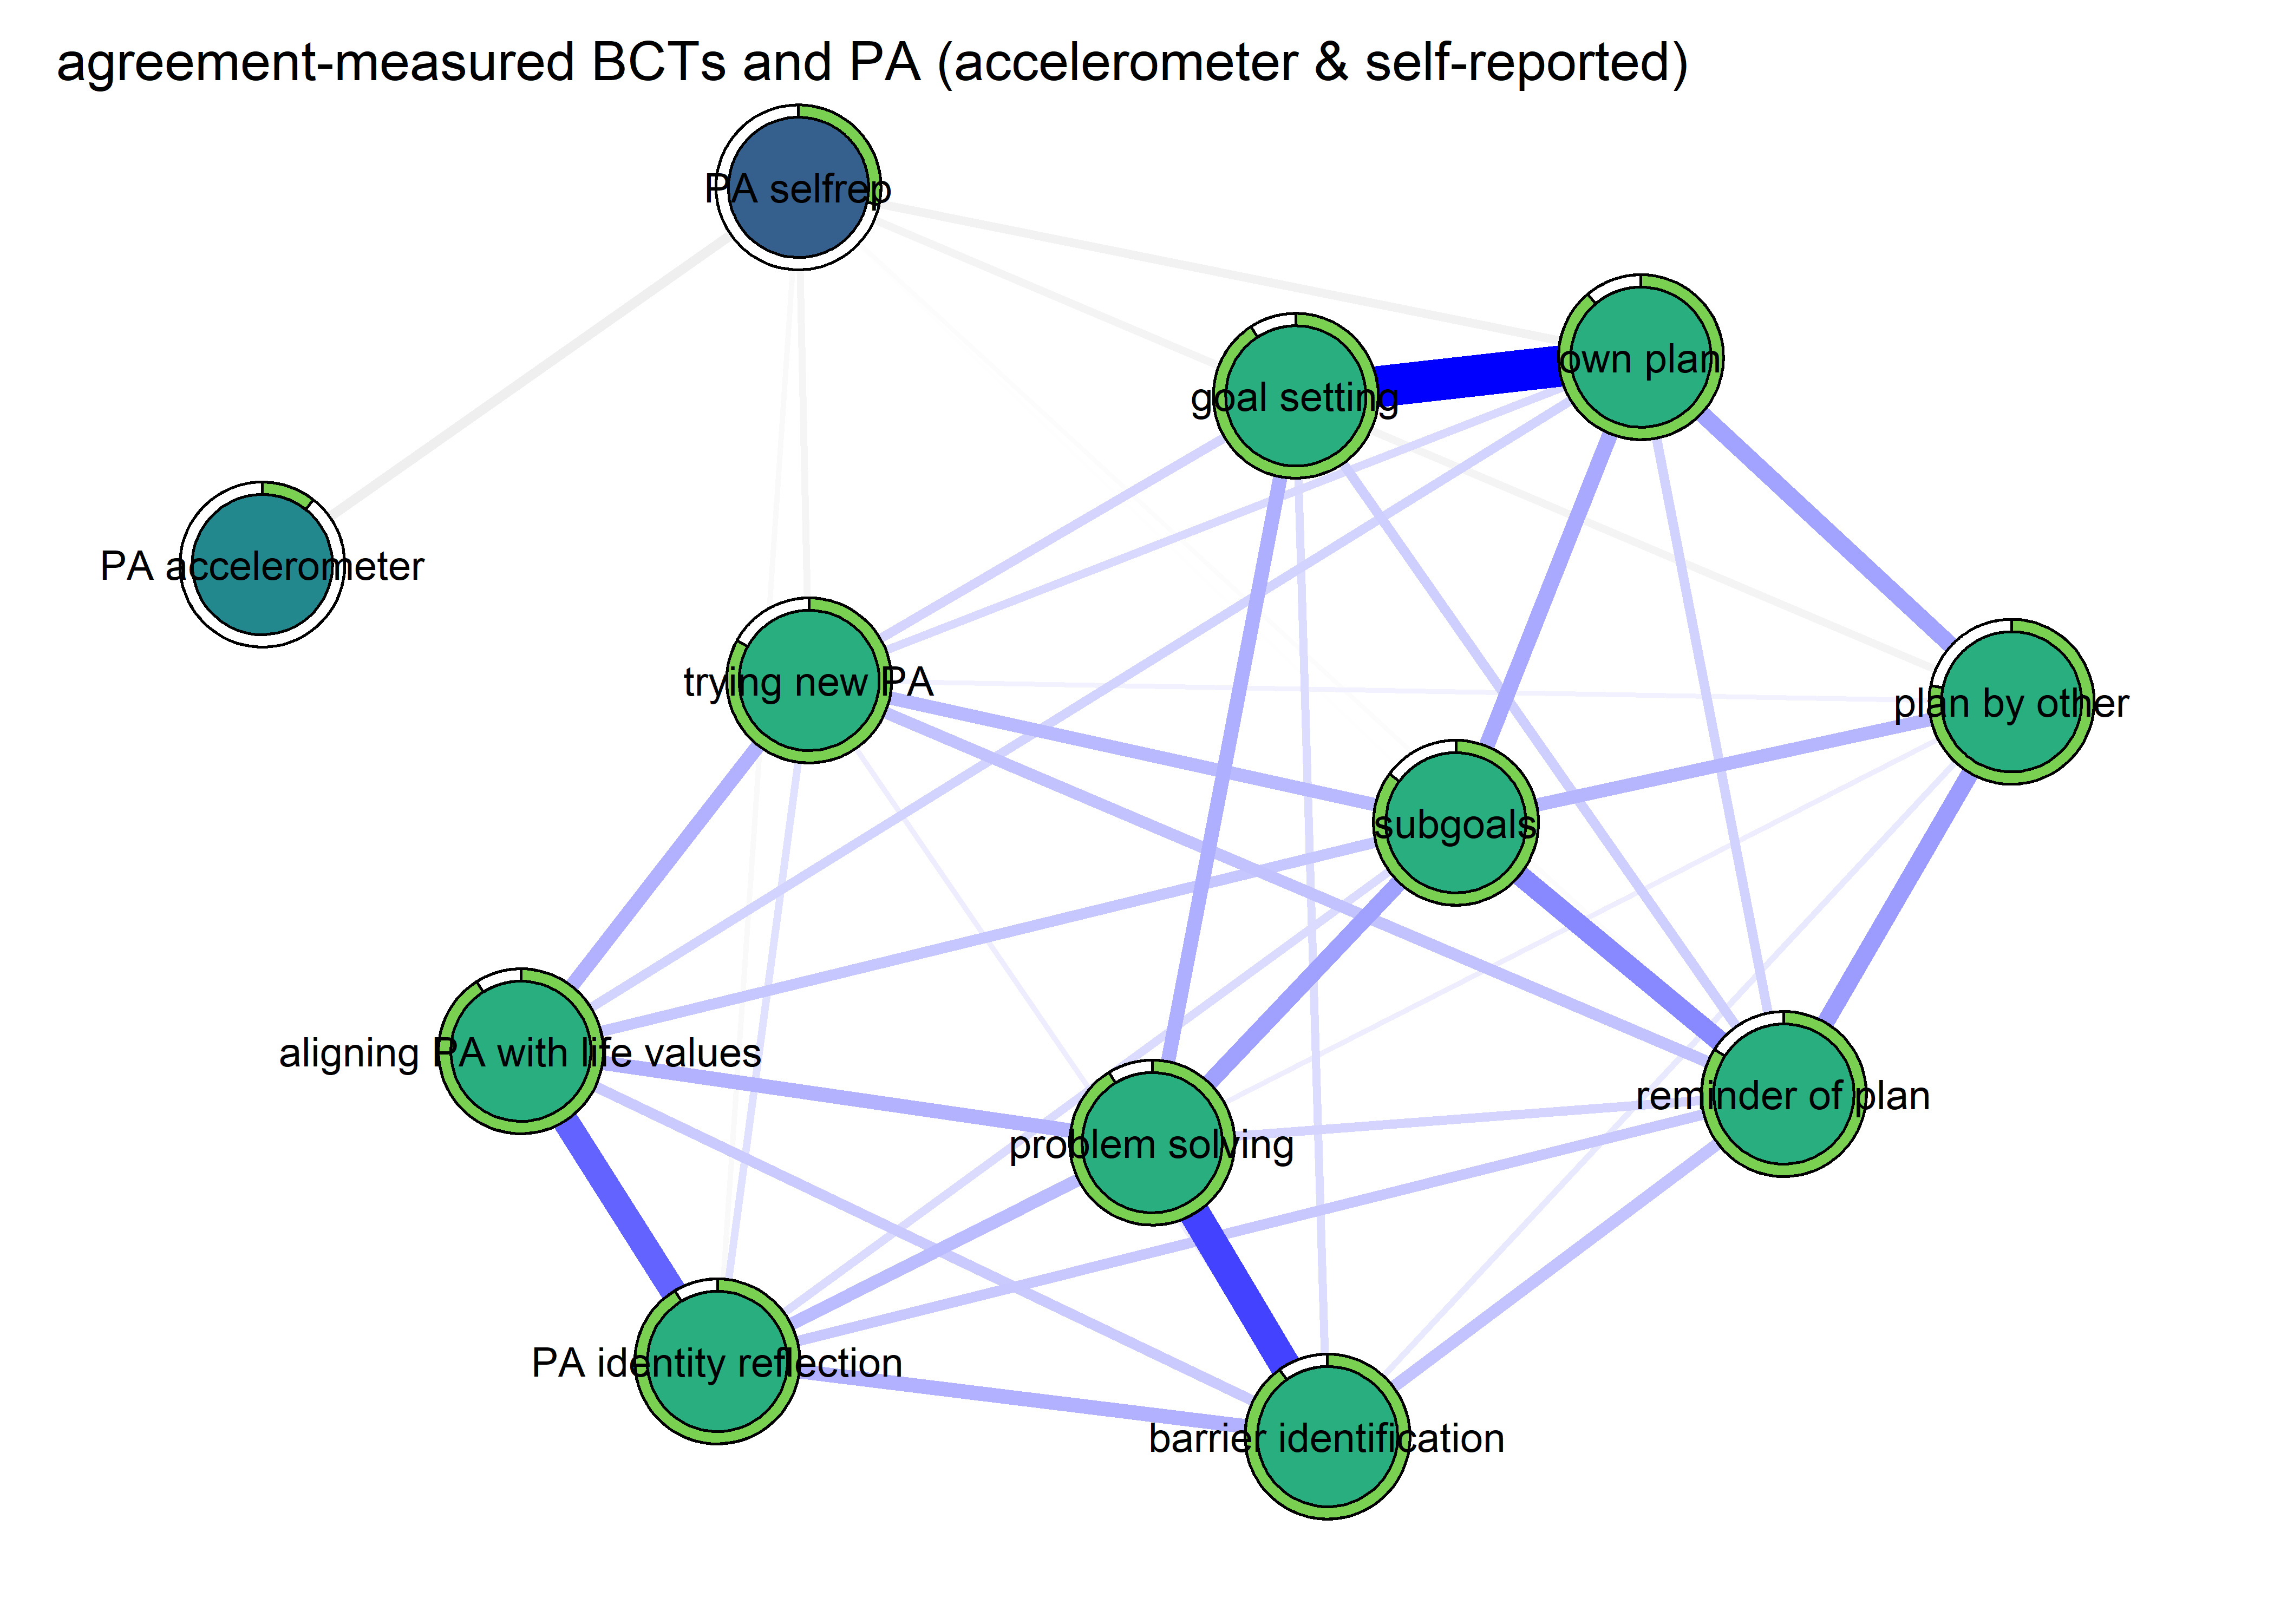 agreement-measured BCTs and PA (accelerometer & self-reported)
PA selfrep
own plan
goal setting
PA accelerometer
trying new PA
plan by other
subgoals
aligning PA with life values
reminder of plan
problem solving
PA identity reflection
barrier identification